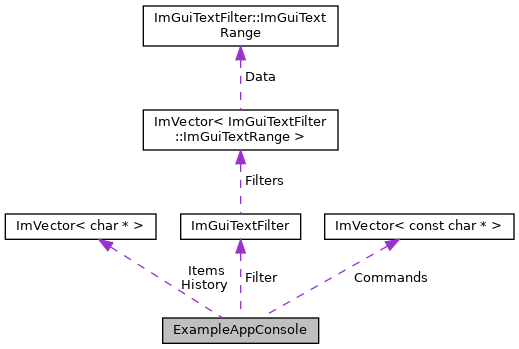 ImGuiTextFilter::ImGuiText
Range
Data
ImVector< ImGuiTextFilter
::ImGuiTextRange >
Filters
ImVector< char * >
ImGuiTextFilter
ImVector< const char * >
Items
History
Filter
Commands
ExampleAppConsole